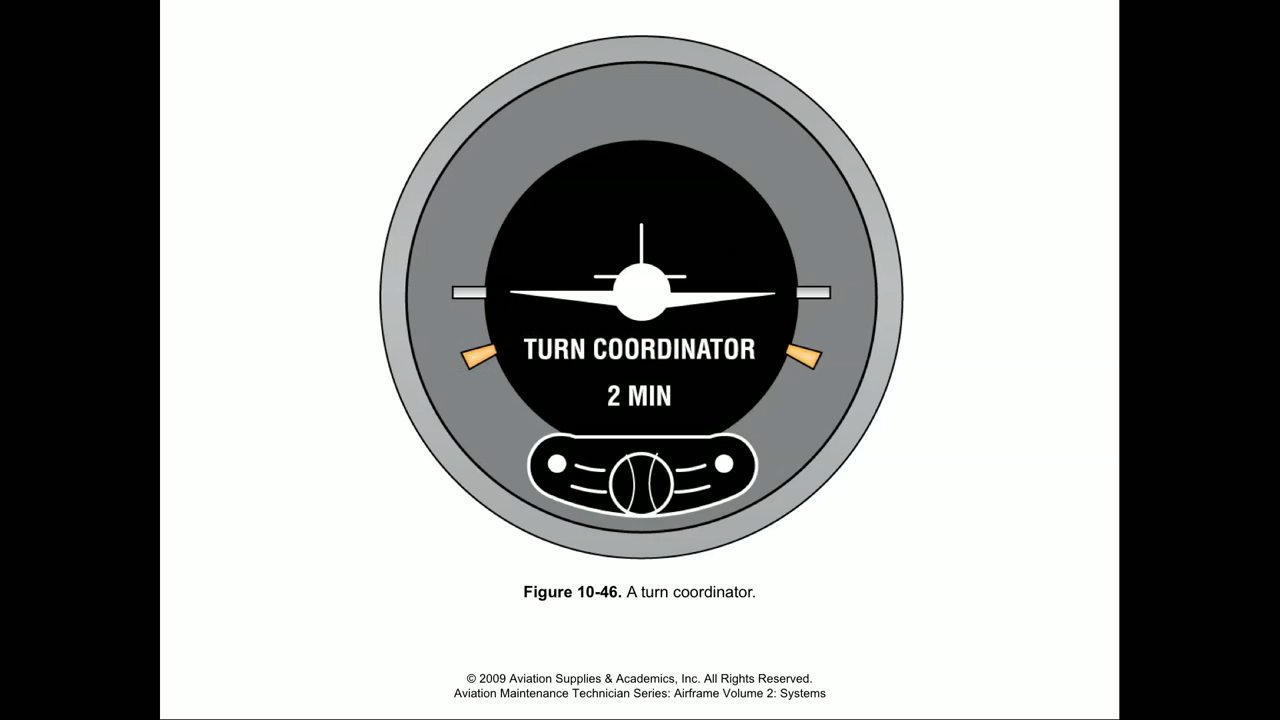 TURN COORDINATOR
2 MIN
Figure 10-46. A turn coordinator.
© 2009 Aviation Supplies & Academics, Inc. All Rights Reserved.
Aviation Maintenance Technician Series: Airframe Volume 2: Systems